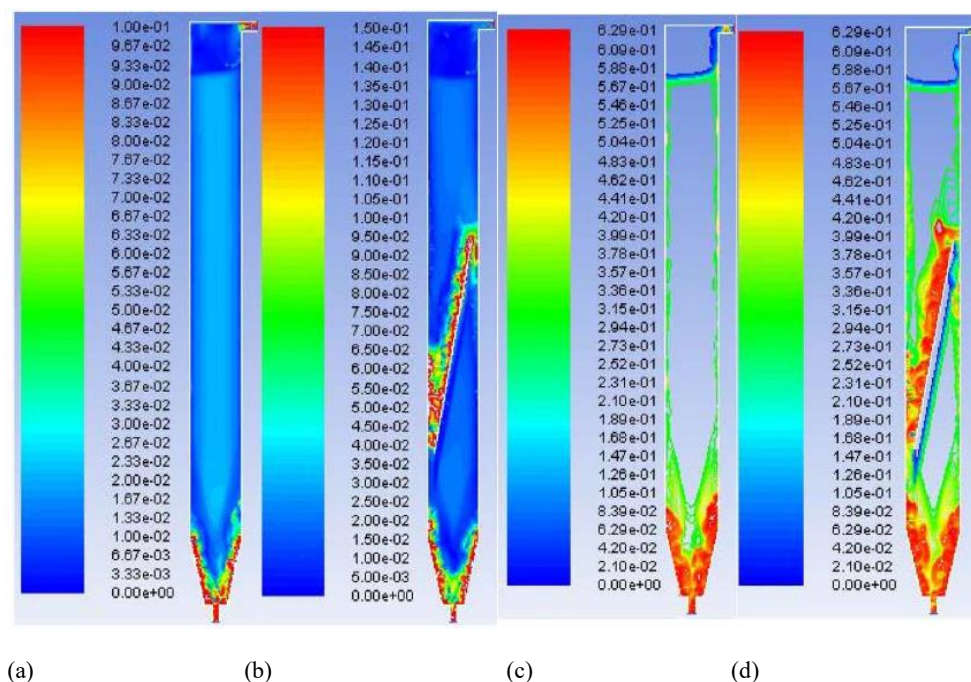 1.00e-01
9.67e-02
9.33e-02
9.00e-02
8.67e-02
8.33e-02
8.00e-02
7.67e-02
7.33e-02
7.00e-02
6.67e-02
6.33e-02
6.00e-02
5.67e-02
5.33e-02
5.00e-02
4.67e-02
4.33e-02
4.00e-02
3.67e-02
3.33e-02
3.00e-02
2.67e-02
2.33e-02
2.00e-02
1.67e-02
1.33e-02
1.00e-02
6.67e-03
3.33e-03
0.00e+00
1.50e-01
1.45e-01
1.40e-01
1.35e-01
1.30e-01
1.25e-01
1.20e-01
1.15e-01
1.10e-01
1.05e-01
1.00e-01
9.50e-02
9.00e-02
8.50e-02
8.00e-02
7.50e-02
7.00e-02
6.50e-02
6.00e-02
5.50e-02
5.00e-02
4.50e-02
4.00e-02
3.50e-02
3.00e-02
2.50e-02
2.00e-02
1.50e-02
1.00e-02
5.00e-03
0.00e+00
6.29e-01
6.09e-01
5.88e-01
5.67e-01
5.46e-01
5.25e-01
5.04e-01
4.83e-01
4.62e-01
4.41e-01
4.20e-01
3.99e-01
3.78e-01
3.57e-01
3.36e-01
3.15e-01
2.94e-01
2.73e-01
2.52e-01
2.31e-01
2.10e-01
1.89e-01
1.68e-01
1.47e-01
1.26e-01
1.05e-01
8.39e-02
6.29e-02
4.20e-02
2.10e-02
0.00e+00
6.29e-01
6.09e-01
5.88e-01
5.67e-01
5.46e-01
5.25e-01
5.04e-01
4.83e-01
4.62e-01
4.41e-01
4.20e-01
3.99e-01
3.78e-01
3.57e-01
3.36e-01
3.15e-01
2.94e-01
2.73e-01
2.52e-01
2.31e-01
2.10e-01
1.89e-01
1.68e-01
1.47e-01
1.26e-01
1.05e-01
8.39e-02
6.29e-02
4.20e-02
2.10e-02
0.00e+00
(a) (b) (c) (d)